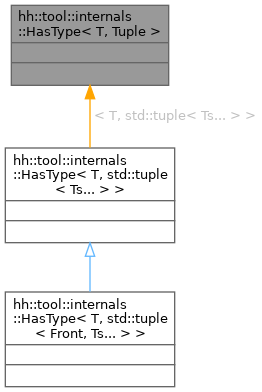 hh::tool::internals
::HasType< T, Tuple >
< T, std::tuple< Ts... > >
hh::tool::internals
::HasType< T, std::tuple
< Ts... > >
hh::tool::internals
::HasType< T, std::tuple
< Front, Ts... > >